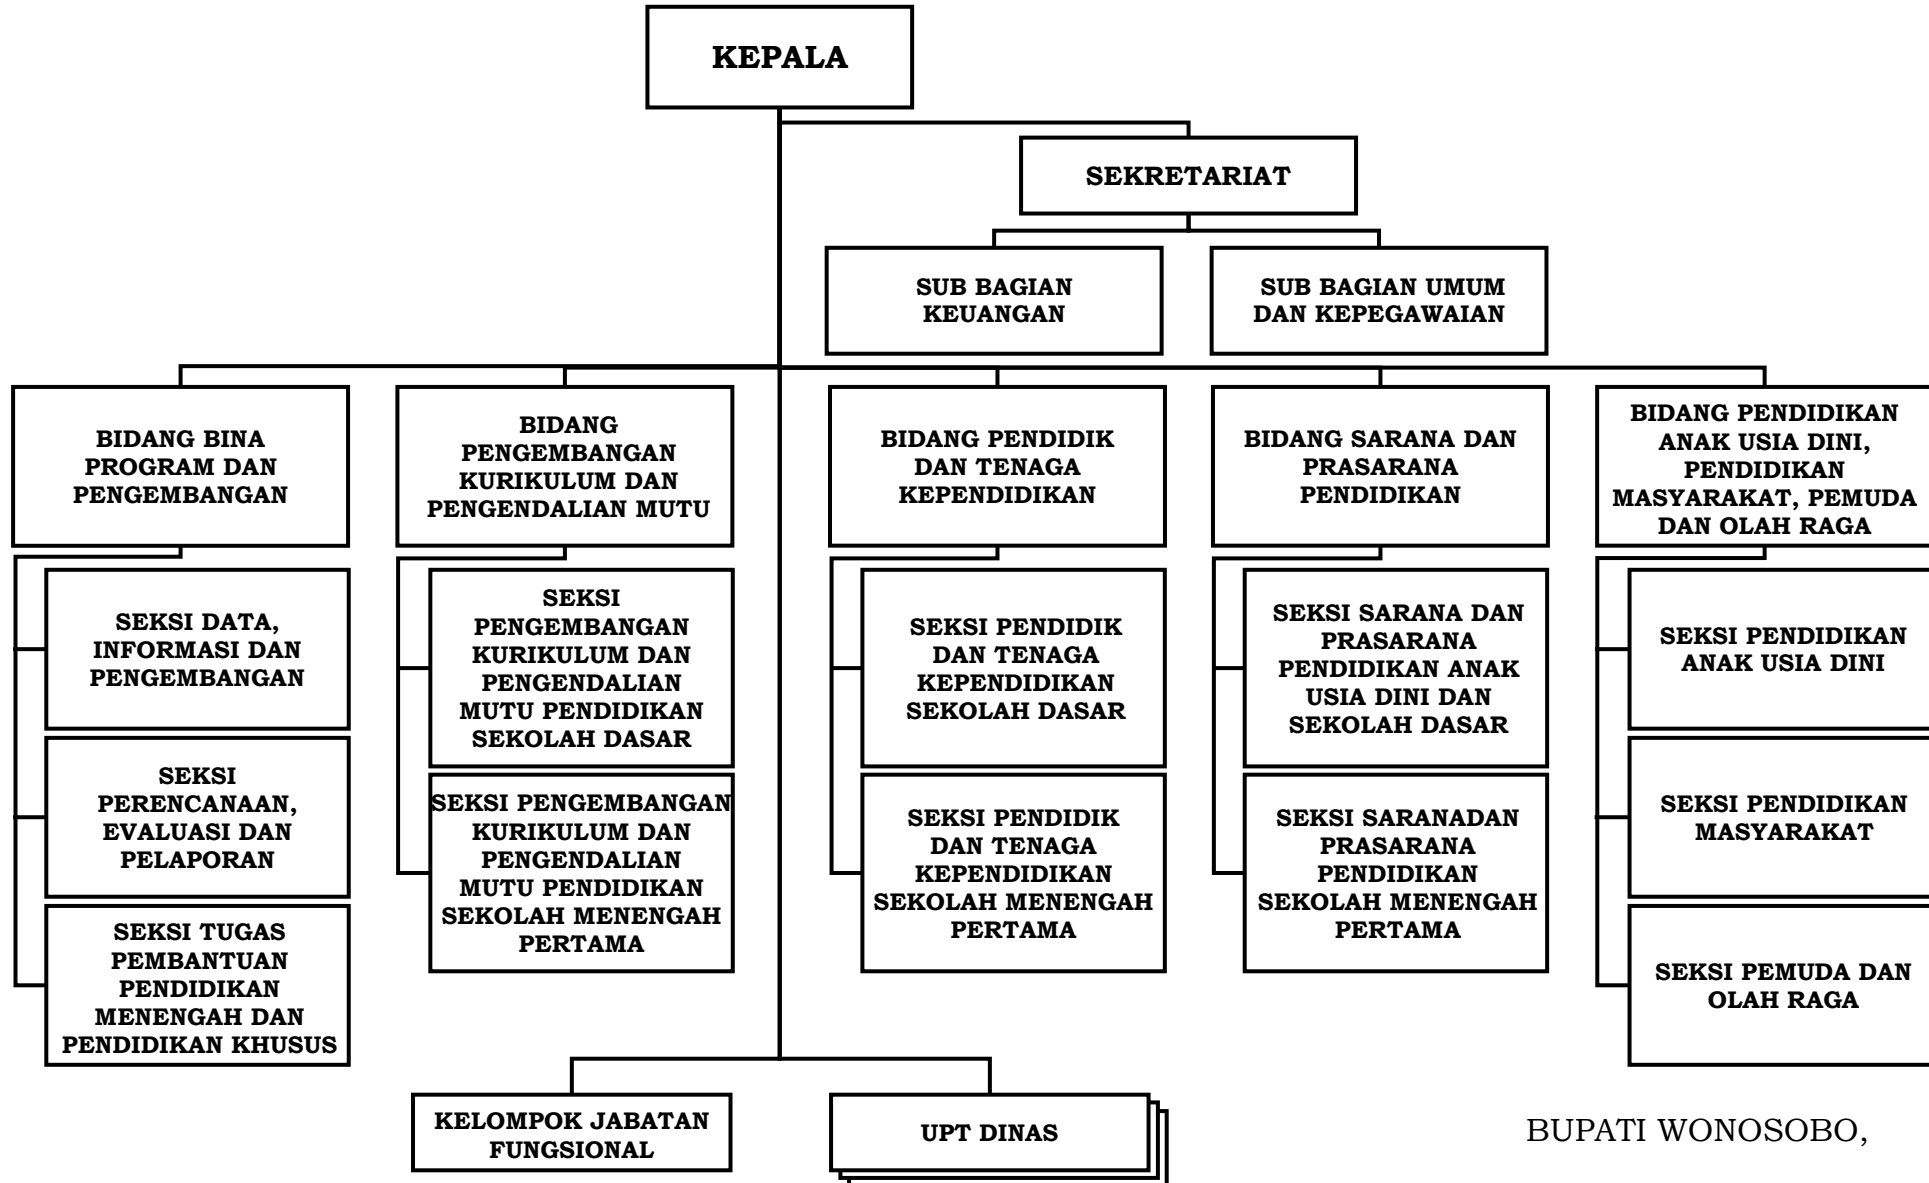 KEPALA
SEKRETARIAT
SUB BAGIAN
KEUANGAN
SUB BAGIAN UMUM
DAN KEPEGAWAIAN
BIDANG BINA
PROGRAM DAN
PENGEMBANGAN
BIDANG
PENGEMBANGAN
KURIKULUM DAN
PENGENDALIAN MUTU
BIDANG PENDIDIK
DAN TENAGA
KEPENDIDIKAN
BIDANG SARANA DAN
PRASARANA
PENDIDIKAN
BIDANG PENDIDIKAN
ANAK USIA DINI,
PENDIDIKAN
MASYARAKAT, PEMUDA
DAN OLAH RAGA
SEKSI DATA,
INFORMASI DAN
PENGEMBANGAN
SEKSI
PENGEMBANGAN
KURIKULUM DAN
PENGENDALIAN
MUTU PENDIDIKAN
SEKOLAH DASAR
SEKSI PENDIDIK
DAN TENAGA
KEPENDIDIKAN
SEKOLAH DASAR
SEKSI SARANA DAN
PRASARANA
PENDIDIKAN ANAK
USIA DINI DAN
SEKOLAH DASAR
SEKSI PENDIDIKAN
ANAK USIA DINI
SEKSI
PERENCANAAN,
EVALUASI DAN
PELAPORAN
SEKSI PENGEMBANGAN
KURIKULUM DAN
PENGENDALIAN
MUTU PENDIDIKAN
SEKOLAH MENENGAH
PERTAMA
SEKSI PENDIDIK
DAN TENAGA
KEPENDIDIKAN
SEKOLAH MENENGAH
PERTAMA
SEKSI SARANADAN
PRASARANA
PENDIDIKAN
SEKOLAH MENENGAH
PERTAMA
SEKSI PENDIDIKAN
MASYARAKAT
SEKSI TUGAS
PEMBANTUAN
PENDIDIKAN
MENENGAH DAN
PENDIDIKAN KHUSUS
SEKSI PEMUDA DAN
OLAH RAGA
KELOMPOK JABATAN
FUNGSIONAL
UPT DINAS
BUPATI WONOSOBO,